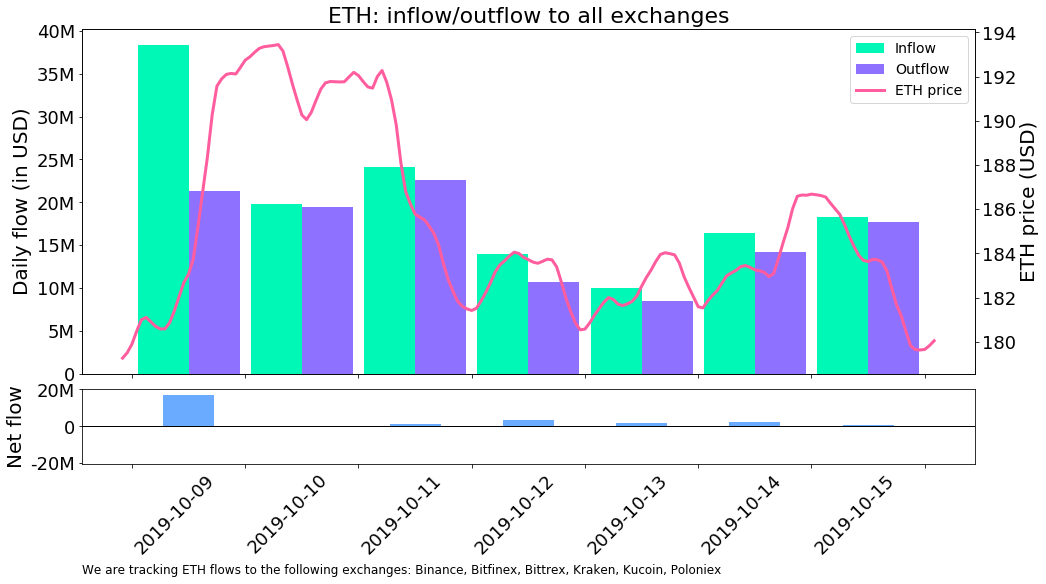 ETH: inflow/outflow to all exchanges
Daily flow (in USD)
40M
35M
30M
25M
20M
15M
10M
5M
0
Inflow
Outflow
ETH price
194
192
190
188
186
184
182
180
ETH price (USD)
Net flow
20M
0
-20M
2019-10-09
2019-10-10
2019-10-11
2019-10-12
2019-10-13
2019-10-14
2019-10-15
We are tracking ETH flows to the following exchanges: Binance, Bitfinex, Bittrex, Kraken, Kucoin, Poloniex